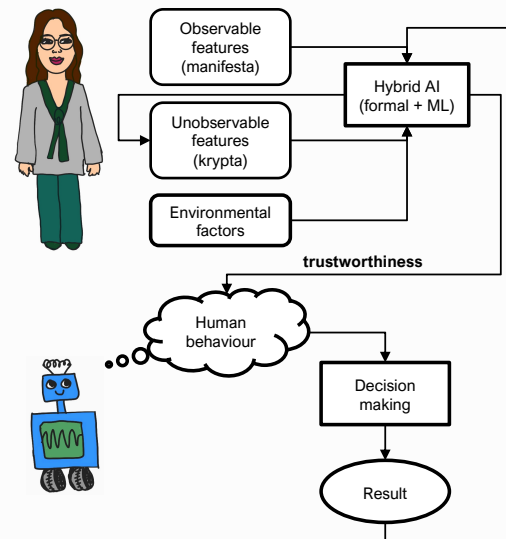 Observable
features
(manifesta)
Hybrid AI
(formal + ML)
Unobservable
features
(krypta)
Environmental
factors
trustworthiness
Human
behaviour
Decision
making
Result